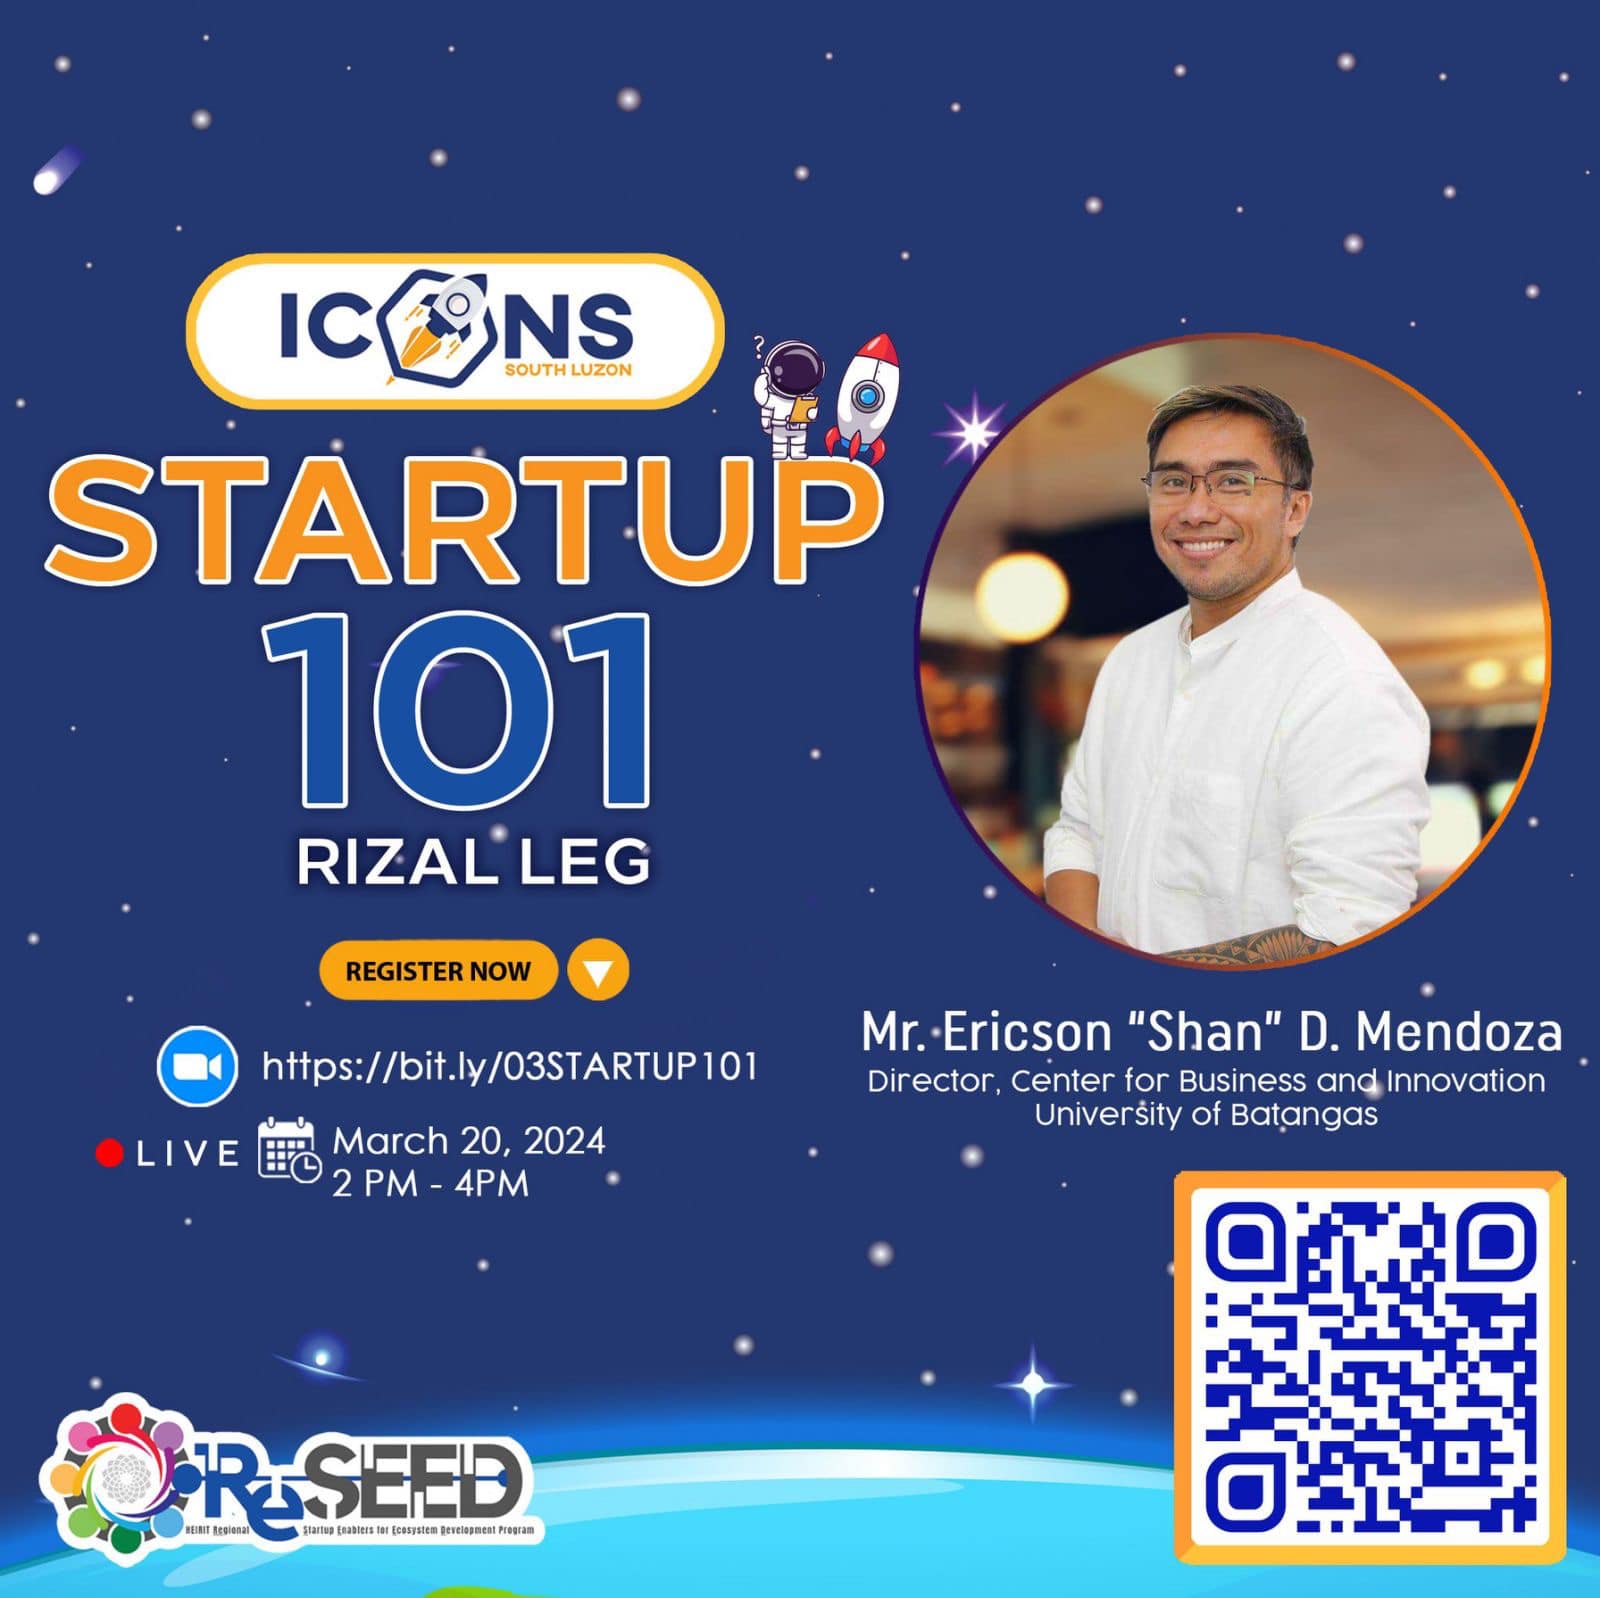 ICONS
SOUTH LUZON
?
STARTUP
101
RIZAL LEG
REGISTER NOW
https://bit.ly/03STARTUP101
LIVE
March 20, 2024
2 PM - 4PM
Mr. Ericson “Shan” D. Mendoza
Director, Center for Business and Innovation
University of Batangas
ReSEED
HEIRIT Regional Startup Enablers for Ecosystem Development Program